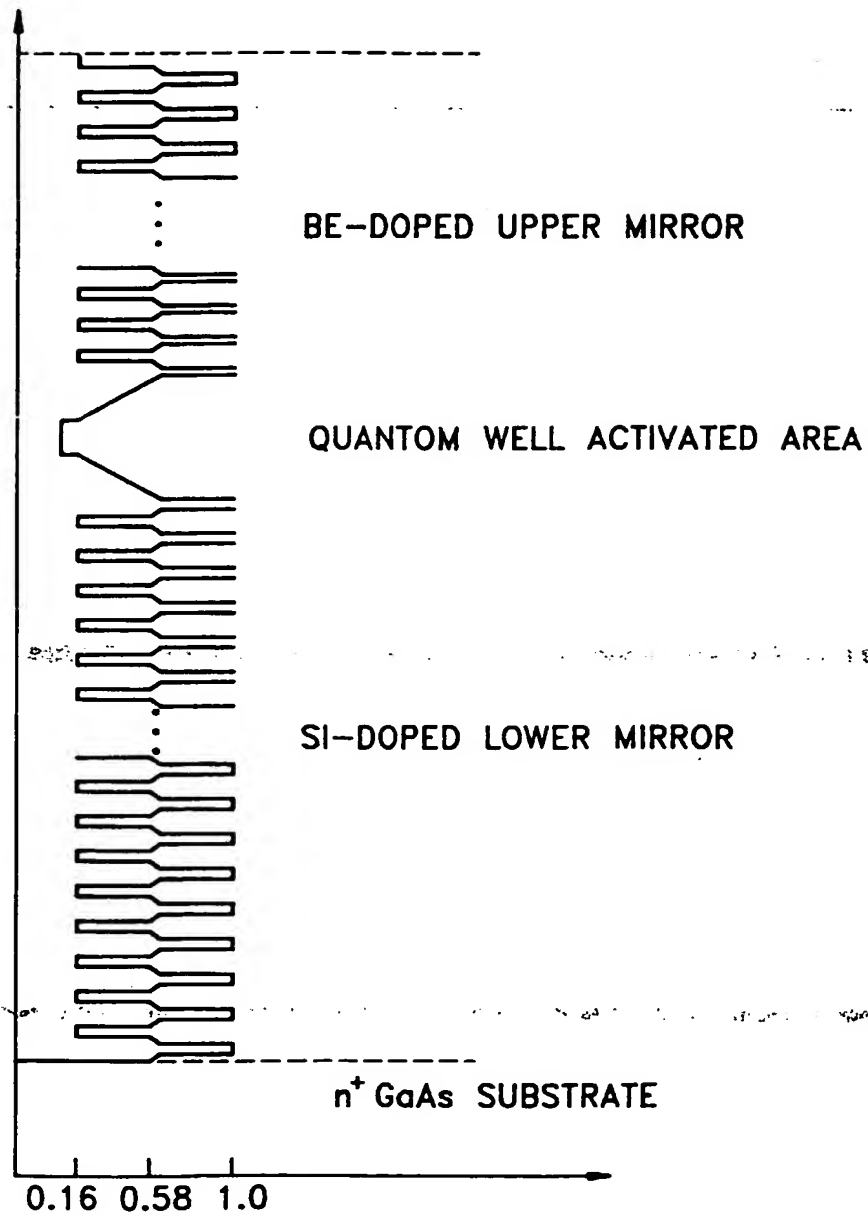 BE-DOPED UPPER MIRROR
QUANTOM WELL ACTIVATED AREA
SI-DOPED LOWER MIRROR
n+ GaAs SUBSTRATE
0.16 0.58 1.0